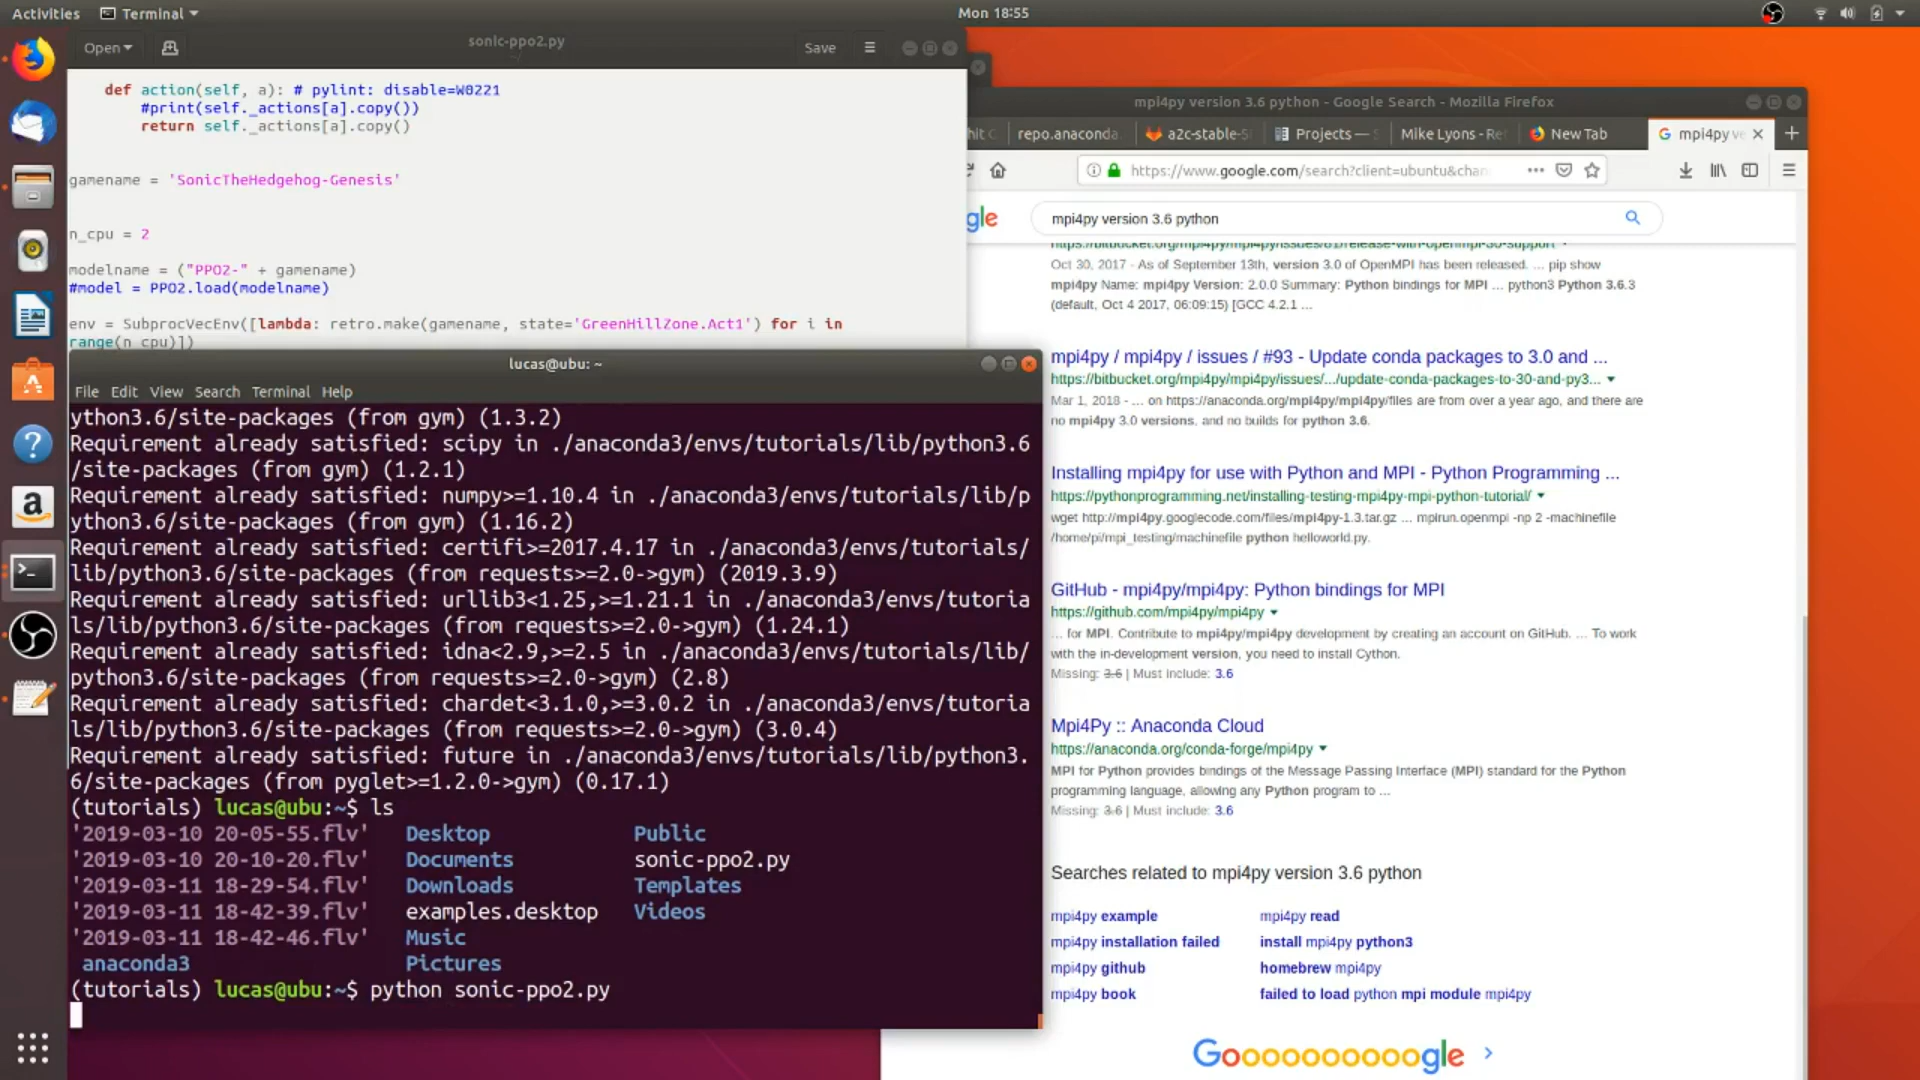 Activities
Terminal
Mon 18:55
Open
sonic-ppo2.py
Save
def action(self, a): # pylint: disable=W0221
#print(self._actions[a].copy())
return self._actions[a].copy()
gamename = 'SonicTheHedgehog-Genesis'
n_cpu = 2
modelname = ("PPO2-" + gamename)
#model = PPO2.load(modelname)
env = SubprocVecEnv([lambda: retro.make(gamename, state='GreenHillZone.Act1') for i in
range(n_cpu)])
lucas@ubu: ~
File Edit View Search Terminal Help
ython3.6/site-packages (from gym) (1.3.2)
Requirement already satisfied: scipy in ./anaconda3/envs/tutorials/lib/python3.6
/site-packages (from gym) (1.2.1)
Requirement already satisfied: numpy>=1.10.4 in ./anaconda3/envs/tutorials/lib/p
ython3.6/site-packages (from gym) (1.16.2)
Requirement already satisfied: certifi>=2017.4.17 in ./anaconda3/envs/tutorials/
lib/python3.6/site-packages (from requests>=2.0->gym) (2019.3.9)
Requirement already satisfied: urllib3<1.25,>=1.21.1 in ./anaconda3/envs/tutoria
ls/lib/python3.6/site-packages (from requests>=2.0->gym) (1.24.1)
Requirement already satisfied: idna<2.9,>=2.5 in ./anaconda3/envs/tutorials/lib/
python3.6/site-packages (from requests>=2.0->gym) (2.8)
Requirement already satisfied: chardet<3.1.0,>=3.0.2 in ./anaconda3/envs/tutoria
ls/lib/python3.6/site-packages (from requests>=2.0->gym) (3.0.4)
Requirement already satisfied: future in ./anaconda3/envs/tutorials/lib/python3.
6/site-packages (from pyglet>=1.2.0->gym) (0.17.1)
(tutorials) lucas@ubu:~$ ls
'2019-03-10 20-05-55.flv' Desktop Public
'2019-03-10 20-10-20.flv' Documents sonic-ppo2.py
'2019-03-11 18-29-54.flv' Downloads Templates
'2019-03-11 18-42-39.flv' examples.desktop Videos
'2019-03-11 18-42-46.flv' Music
anaconda3 Pictures
(tutorials) lucas@ubu:~$ python sonic-ppo2.py
mpi4py version 3.6 python - Google Search - Mozilla Firefox
hit C repo.anaconda. a2c-stable-S Projects — S Mike Lyons - Re New Tab mpi4py ve
https://www.google.com/search?client=ubuntu&chan
gle
mpi4py version 3.6 python
https://bitbucket.org/mpi4py/mpi4py/issues/81/release-with-openmpi-30-support
Oct 30, 2017 - As of September 13th, version 3.0 of OpenMPI has been released. ... pip show
mpi4py Name: mpi4py Version: 2.0.0 Summary: Python bindings for MPI ... python3 Python 3.6.3
(default, Oct 4 2017, 06:09:15) [GCC 4.2.1 ...
mpi4py / mpi4py / issues / #93 - Update conda packages to 3.0 and ...
https://bitbucket.org/mpi4py/mpi4py/issues/.../update-conda-packages-to-30-and-py3...
Mar 1, 2018 - ... on https://anaconda.org/mpi4py/mpi4py/files are from over a year ago, and there are
no mpi4py 3.0 versions, and no builds for python 3.6.
Installing mpi4py for use with Python and MPI - Python Programming ...
https://pythonprogramming.net/installing-testing-mpi4py-mpi-python-tutorial/
wget http://mpi4py.googlecode.com/files/mpi4py-1.3.tar.gz ... mpirun.openmpi -np 2 -machinefile
/home/pi/mpi_testing/machinefile python helloworld.py.
GitHub - mpi4py/mpi4py: Python bindings for MPI
https://github.com/mpi4py/mpi4py
... for MPI. Contribute to mpi4py/mpi4py development by creating an account on GitHub. ... To work
with the in-development version, you need to install Cython.
Missing: 3.6 | Must include: 3.6
Mpi4Py :: Anaconda Cloud
https://anaconda.org/conda-forge/mpi4py
MPI for Python provides bindings of the Message Passing Interface (MPI) standard for the Python
programming language, allowing any Python program to ...
Missing: 3.6 | Must include: 3.6
Searches related to mpi4py version 3.6 python
mpi4py example mpi4py read
mpi4py installation failed install mpi4py python3
mpi4py github homebrew mpi4py
mpi4py book failed to load python mpi module mpi4py
Goooooooooogle